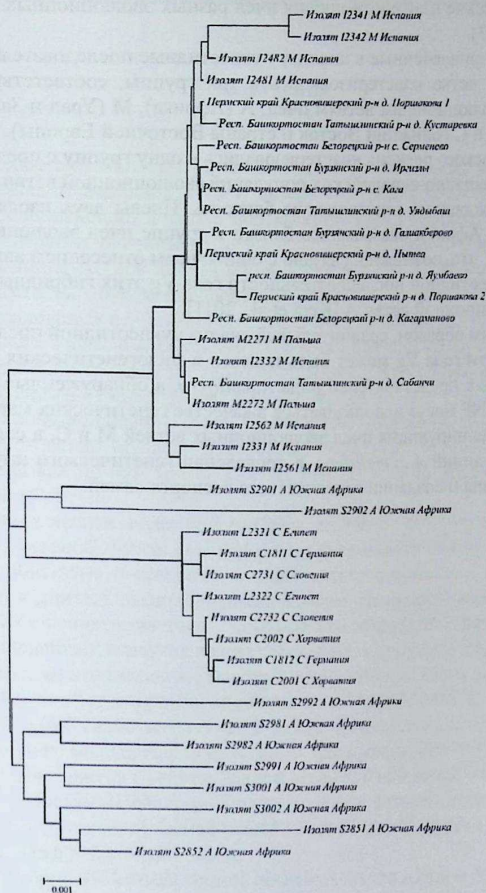 Изолят I2341 М Испания
Изолят I2342 М Испания
Изолят I2482 М Испания
Изолят I2481 М Испания
Пермский край Красновишерский р-н д. Поршакова 1
Респ. Башкортостан Татышлинский р-н д. Кустаревка
Респ. Башкортостан Белорецкий р-н с. Серменево
Респ. Башкортостан Бурзянский р-н д. Иргизлы
Респ. Башкортостан Белорецкий р-н с. Кага
Респ. Башкортостан Татышлинский р-н д. Уядыбаш
Респ. Башкортостан Бурзянский р-н д. Галиакберово
Пермский край Красновишерский р-н д. Нытва
респ. Башкортостан Бурзянский р-н д. Яумбаево
Пермский край Красновишерский р-н д. Поршакова 2
Респ. Башкортостан Белорецкий р-н д. Кагарманово
Изолят M2271 М Польша
Изолят I2332 М Испания
Респ. Башкортостан Татышлинский р-н д. Сабанчи
Изолят M2272 М Польша
Изолят I2562 М Испания
Изолят I2331 М Испания
Изолят I2561 М Испания
Изолят S2901 А Южная Африка
Изолят S2902 А Южная Африка
Изолят L2321 С Египет
Изолят C1811 С Германия
Изолят C2731 С Словения
Изолят L2322 С Египет
Изолят C2732 С Словения
Изолят C2002 С Хорватия
Изолят C1812 С Германия
Изолят C2001 С Хорватия
Изолят S2992 А Южная Африка
Изолят S2981 А Южная Африка
Изолят S2982 А Южная Африка
Изолят S2991 А Южная Африка
Изолят S3001 А Южная Африка
Изолят S3002 А Южная Африка
Изолят S2851 А Южная Африка
Изолят S2852 А Южная Африка
0.001